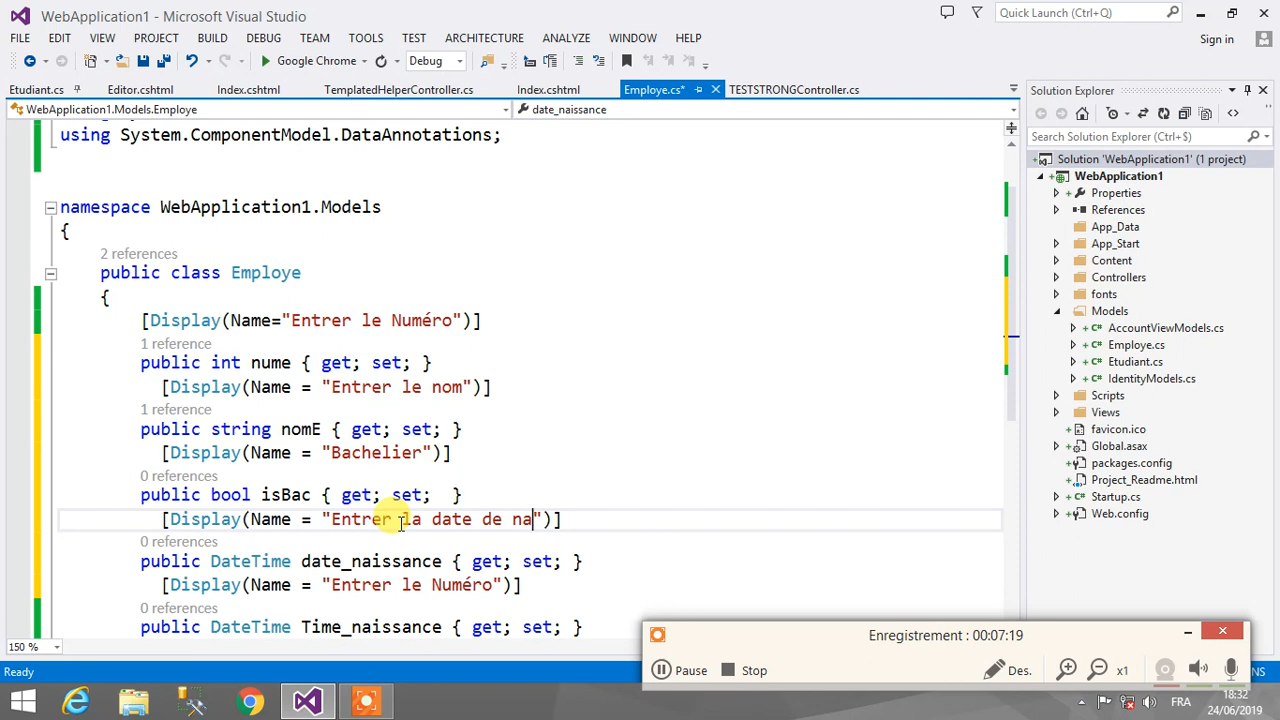 WebApplication1 - Microsoft Visual Studio
Quick Launch (Ctrl+Q)
FILE EDIT VIEW PROJECT BUILD DEBUG TEAM TOOLS TEST ARCHITECTURE ANALYZE WINDOW HELP
Sign in
Google Chrome Debug
Etudiant.cs Editor.cshtml Index.cshtml TemplatedHelperController.cs Index.cshtml Employe.cs* TESTSTRONGController.cs
WebApplication1.Models.Employe date_naissance
using System.ComponentModel.DataAnnotations;
namespace WebApplication1.Models
{
2 references
public class Employe
{
[Display(Name="Entrer le Numéro")]
1 reference
public int nume { get; set; }
[Display(Name = "Entrer le nom")]
1 reference
public string nomE { get; set; }
[Display(Name = "Bachelier")]
0 references
public bool isBac { get; set;  }
[Display(Name = "Entrer la date de na")]
0 references
public DateTime date_naissance { get; set; }
[Display(Name = "Entrer le Numéro")]
0 references
public DateTime Time_naissance { get; set; }
150 %
Ready
Solution Explorer
Search Solution Explorer (Ctrl+$)
Solution 'WebApplication1' (1 project)
WebApplication1
Properties
References
App_Data
App_Start
Content
Controllers
fonts
Models
AccountViewModels.cs
Employe.cs
Etudiant.cs
IdentityModels.cs
Scripts
Views
favicon.ico
Global.asax
packages.config
Project_Readme.html
Startup.cs
Web.config
Enregistrement : 00:07:19
Pause Stop Des. x1
NS
FRA
18:32
24/06/2019